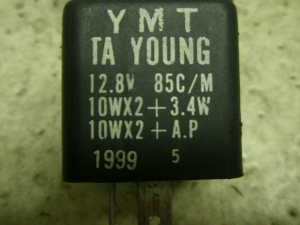 YMT
TA YOUNG
12.8V 85C/M
10WX2+3.4W
10WX2+A.P
1999 5